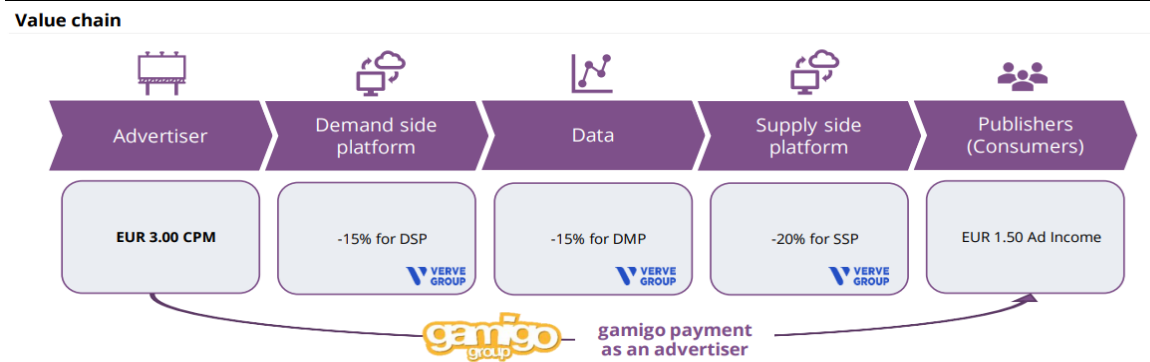 Value chain
Advertiser
Demand side
platform
Data
Supply side
platform
Publishers
(Consumers)
EUR 3.00 CPM
-15% for DSP
VERVE
GROUP
-15% for DMP
VERVE
GROUP
-20% for SSP
VERVE
GROUP
EUR 1.50 Ad Income
gamigo
group
gamigo payment
as an advertiser